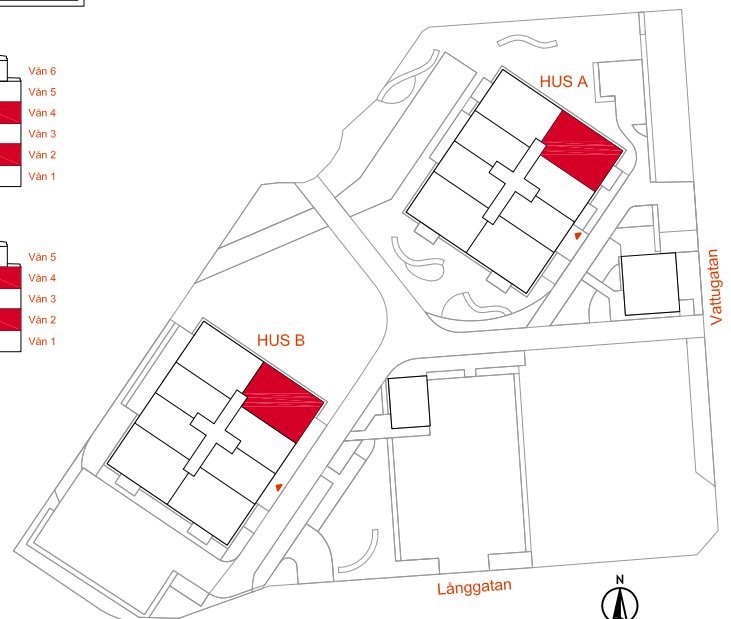 Vån 6
Vån 5
Vån 4
Vån 3
Vån 2
Vån 1
Vån 5
Vån 4
Vån 3
Vån 2
Vån 1
HUS A
HUS B
Vattugatan
Långgatan
N